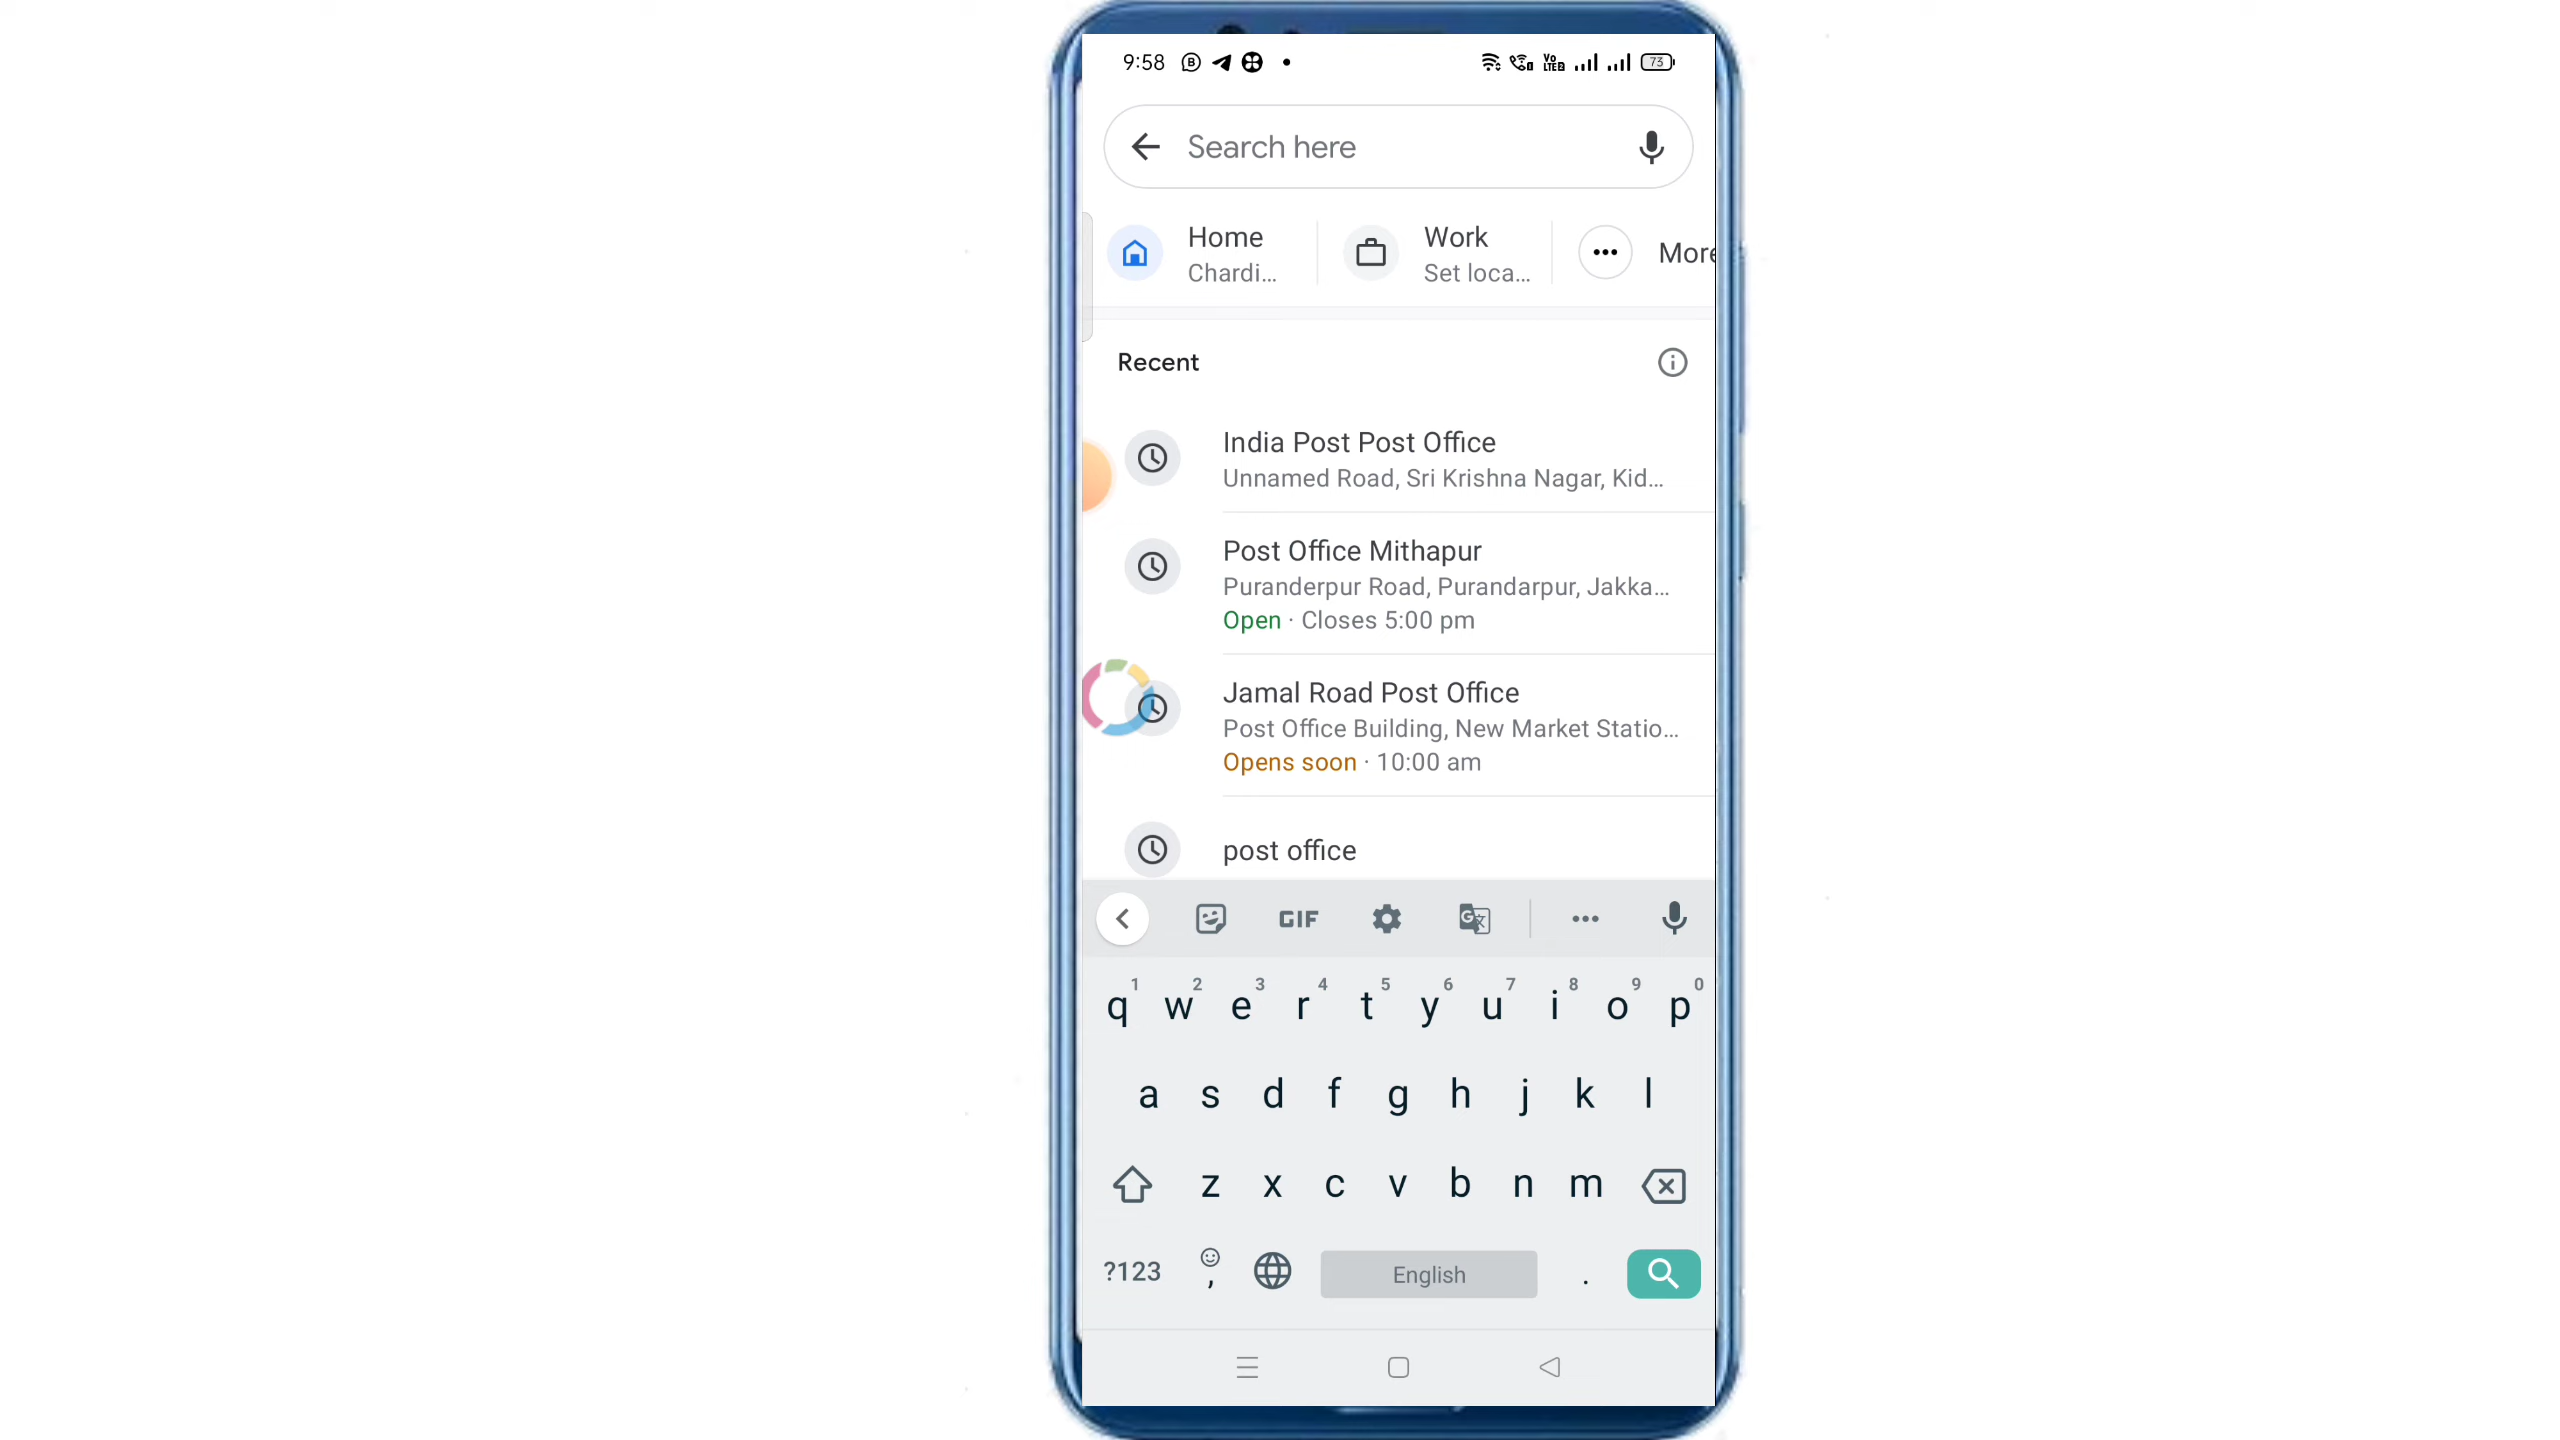 9:58
VO LTE2
73
Search here
Home
Chardi...
Work
Set loca...
More
Recent
India Post Post Office
Unnamed Road, Sri Krishna Nagar, Kid...
Post Office Mithapur
Puranderpur Road, Purandarpur, Jakka...
Open · Closes 5:00 pm
Jamal Road Post Office
Post Office Building, New Market Statio...
Opens soon · 10:00 am
post office
GIF
1 2 3 4 5 6 7 8 9 0
q w e r t y u i o p
a s d f g h j k l
z x c v b n m
?123 , English .